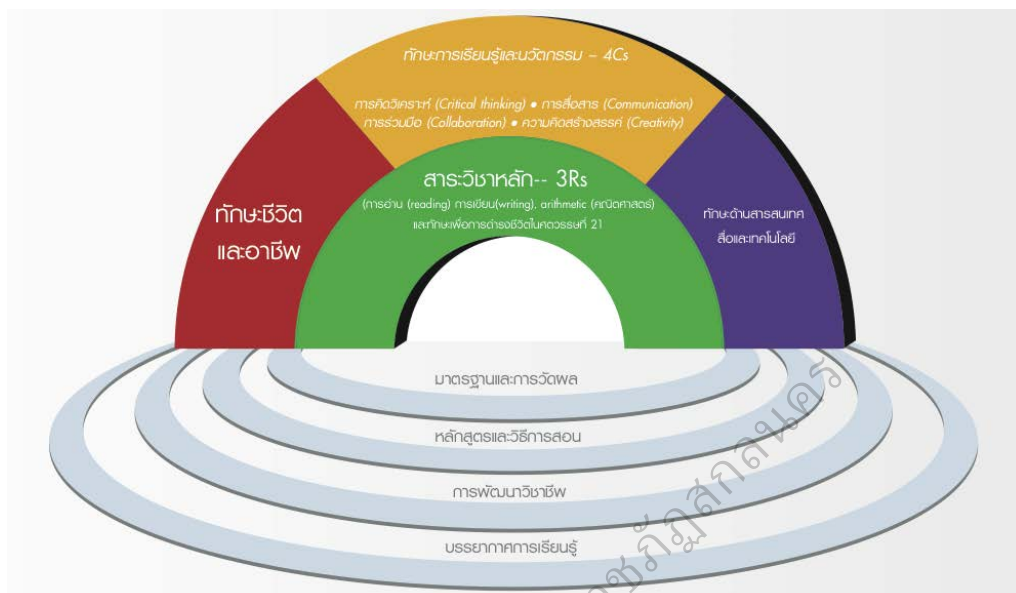 ทักษะการเรียนรู้และนวัตกรรม – 4Cs
การคิดวิเคราะห์ (Critical thinking) ● การสื่อสาร (Communication)
การร่วมมือ (Collaboration) ● ความคิดสร้างสรรค์ (Creativity)
สาระวิชาหลัก-- 3Rs
(การอ่าน (reading) การเขียน(writing), arithmetic (คณิตศาสตร์)
และทักษะเพื่อการดำรงชีวิตในศตวรรษที่ 21
ทักษะชีวิต
และอาชีพ
ทักษะด้านสารสนเทศ
สื่อและเทคโนโลยี
มาตรฐานและการวัดผล
หลักสูตรและวิธีการสอน
การพัฒนาวิชาชีพ
บรรยากาศการเรียนรู้
ราชภัฏสกลนคร